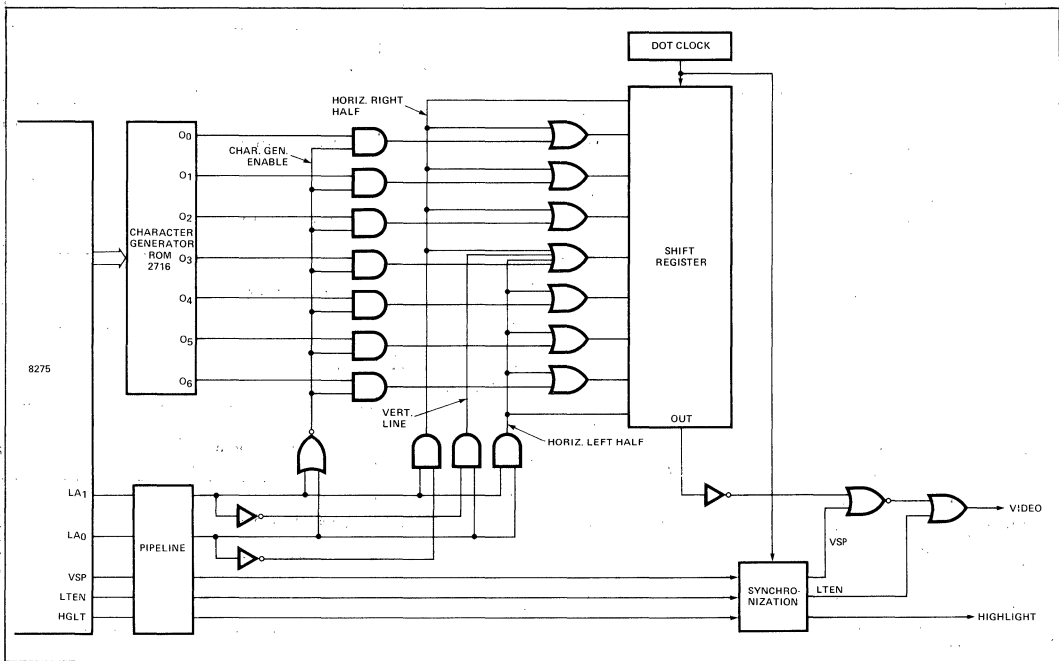 DOT CLOCK
HORIZ. RIGHT
HALF
CHAR. GEN.
ENABLE
O0
O1
O2
CHARACTER
GENERATOR
ROM
2716
O3
O4
O5
O6
SHIFT
REGISTER
OUT
8275
VERT.
LINE
HORIZ. LEFT HALF
LA1
LA0
VSP
LTEN
HGLT
PIPELINE
VSP
SYNCHRO-
NIZATION
LTEN
VIDEO
HIGHLIGHT